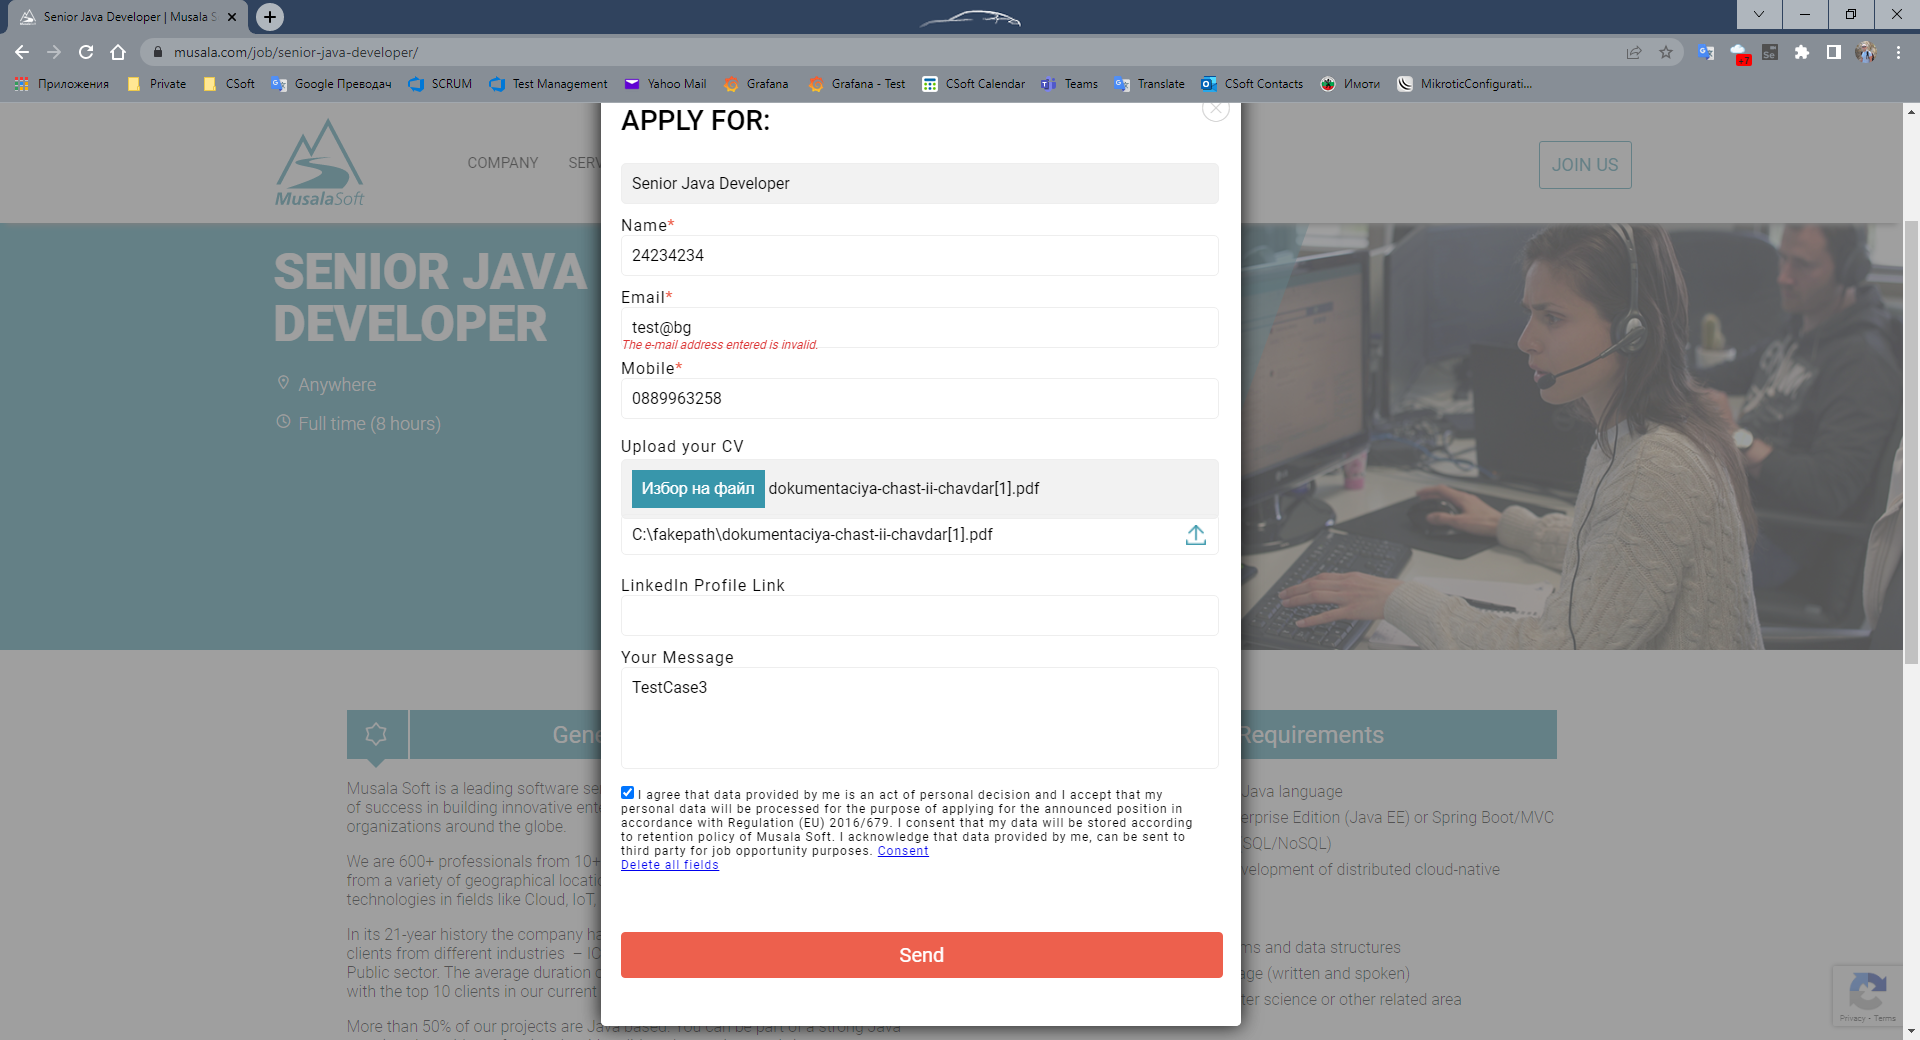 Senior Java Developer | Musala S
musala.com/job/senior-java-developer/
Приложения Private CSoft Google Преводач SCRUM Test Management Yahoo Mail Grafana Grafana - Test CSoft Calendar Teams Translate CSoft Contacts Имоти MikroticConfigurati...
APPLY FOR:
MusalaSoft
COMPANY
JOIN US
Senior Java Developer
Name*
24234234
Email*
test@bg
The e-mail address entered is invalid.
Mobile*
0889963258
Upload your CV
Избор на файл dokumentaciya-chast-ii-chavdar[1].pdf
C:\fakepath\dokumentaciya-chast-ii-chavdar[1].pdf
LinkedIn Profile Link
Your Message
TestCase3
I agree that data provided by me is an act of personal decision and I accept that my
personal data will be processed for the purpose of applying for the announced position in
accordance with Regulation (EU) 2016/679. I consent that my data will be stored according
to retention policy of Musala Soft. I acknowledge that data provided by me, can be sent to
third party for job opportunity purposes. Consent
Delete all fields
Send
SENIOR JAVA
DEVELOPER
Anywhere
Full time (8 hours)
Gene
Musala Soft is a leading software se
of success in building innovative ente
organizations around the globe.
We are 600+ professionals from 10+
from a variety of geographical locatio
technologies in fields like Cloud, IoT,
In its 21-year history the company ha
clients from different industries – IC
Public sector. The average duration o
with the top 10 clients in our current
More than 50% of our projects are Java based. You can be part of a strong Java
Requirements
Java language
erprise Edition (Java EE) or Spring Boot/MVC
SQL/NoSQL)
velopment of distributed cloud-native
ms and data structures
age (written and spoken)
ter science or other related area
Privacy - Terms